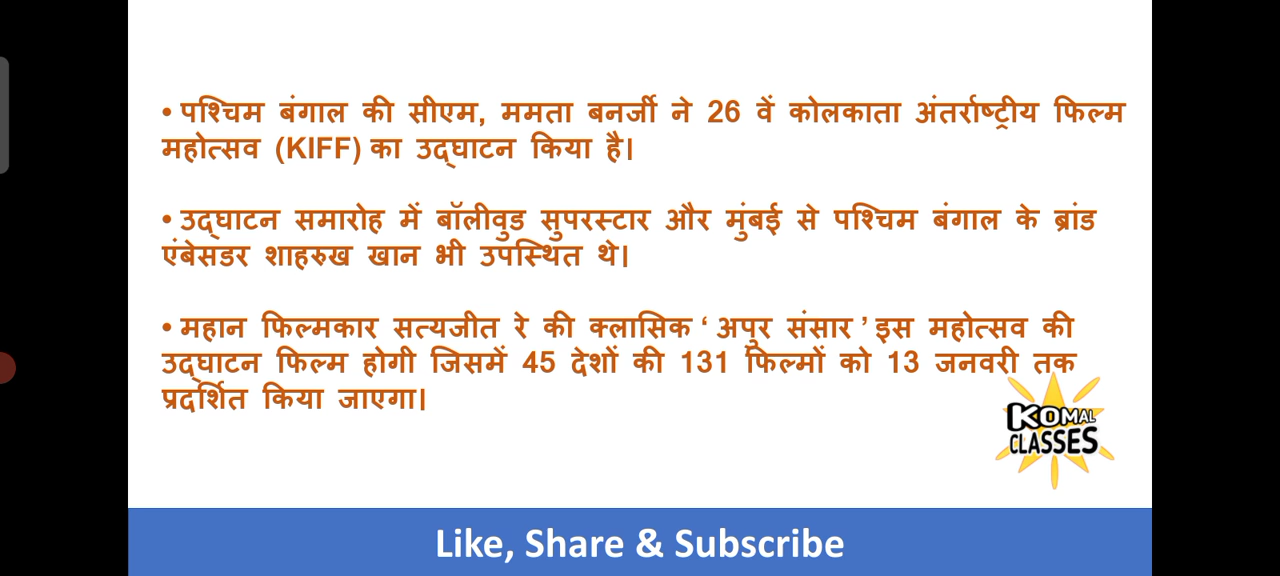 • पश्चिम बंगाल की सीएम, ममता बनर्जी ने 26 वें कोलकाता अंतर्राष्ट्रीय फिल्म
महोत्सव (KIFF) का उद्घाटन किया है।
• उद्घाटन समारोह में बॉलीवुड सुपरस्टार और मुंबई से पश्चिम बंगाल के ब्रांड
एंबेसडर शाहरुख खान भी उपस्थित थे।
• महान फिल्मकार सत्यजीत रे की क्लासिक ‘ अपुर संसार ’ इस महोत्सव की
उद्घाटन फिल्म होगी जिसमें 45 देशों की 131 फिल्मों को 13 जनवरी तक
प्रदर्शित किया जाएगा।
KOMAL
CLASSES
Like, Share & Subscribe